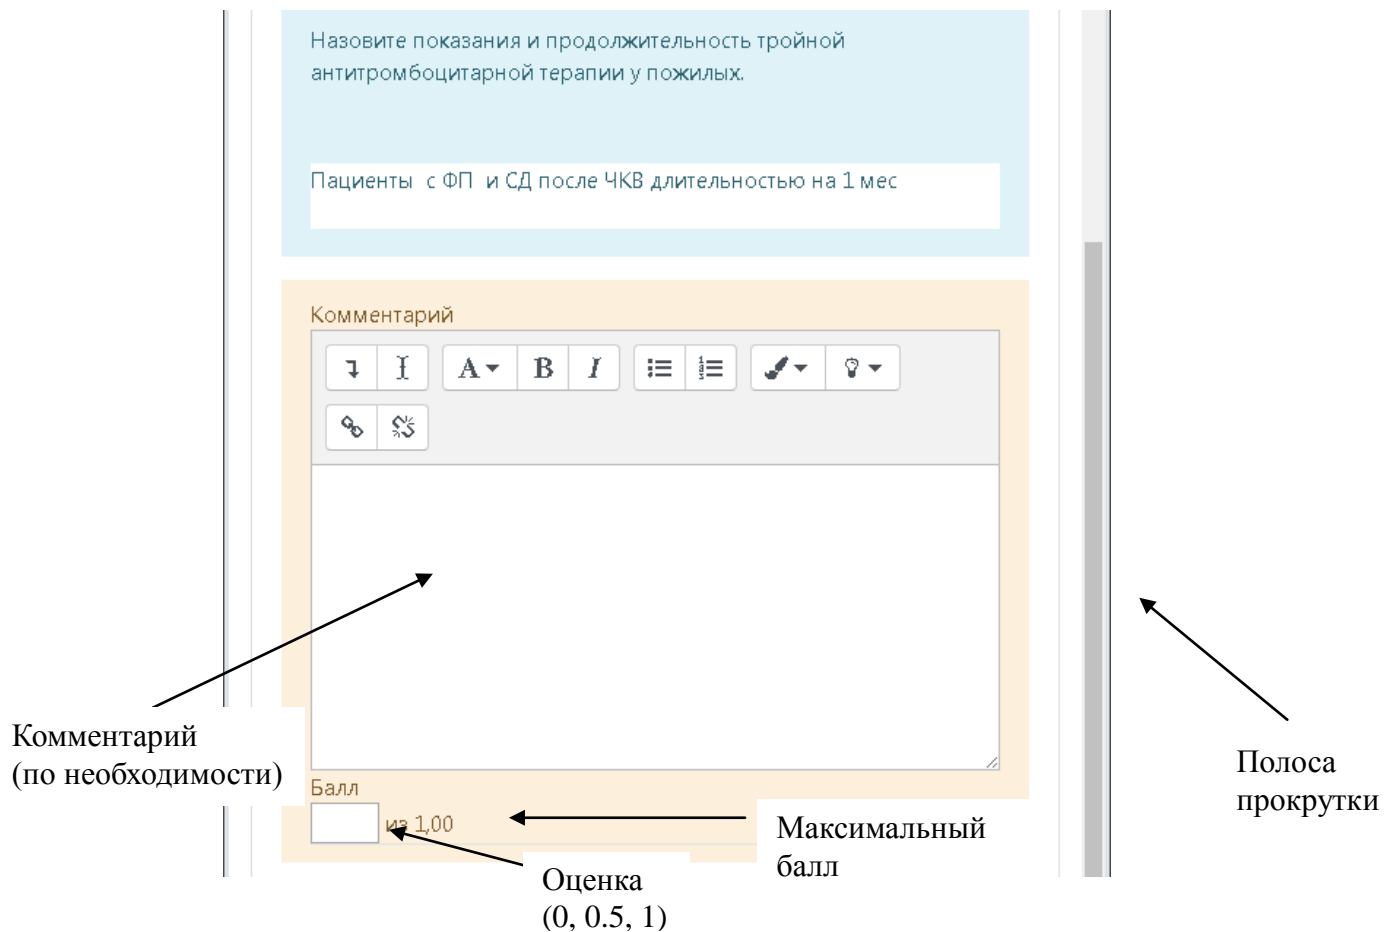 Назовите показания и продолжительность тройной
антитромбоцитарной терапии у пожилых.
Пациенты с ФП и СД после ЧКВ длительностью на 1 мес
Комментарий
A B I
Комментарий
(по необходимости)
Полоса
прокрутки
Балл
из 1,00
Максимальный
балл
Оценка
(0, 0.5, 1)